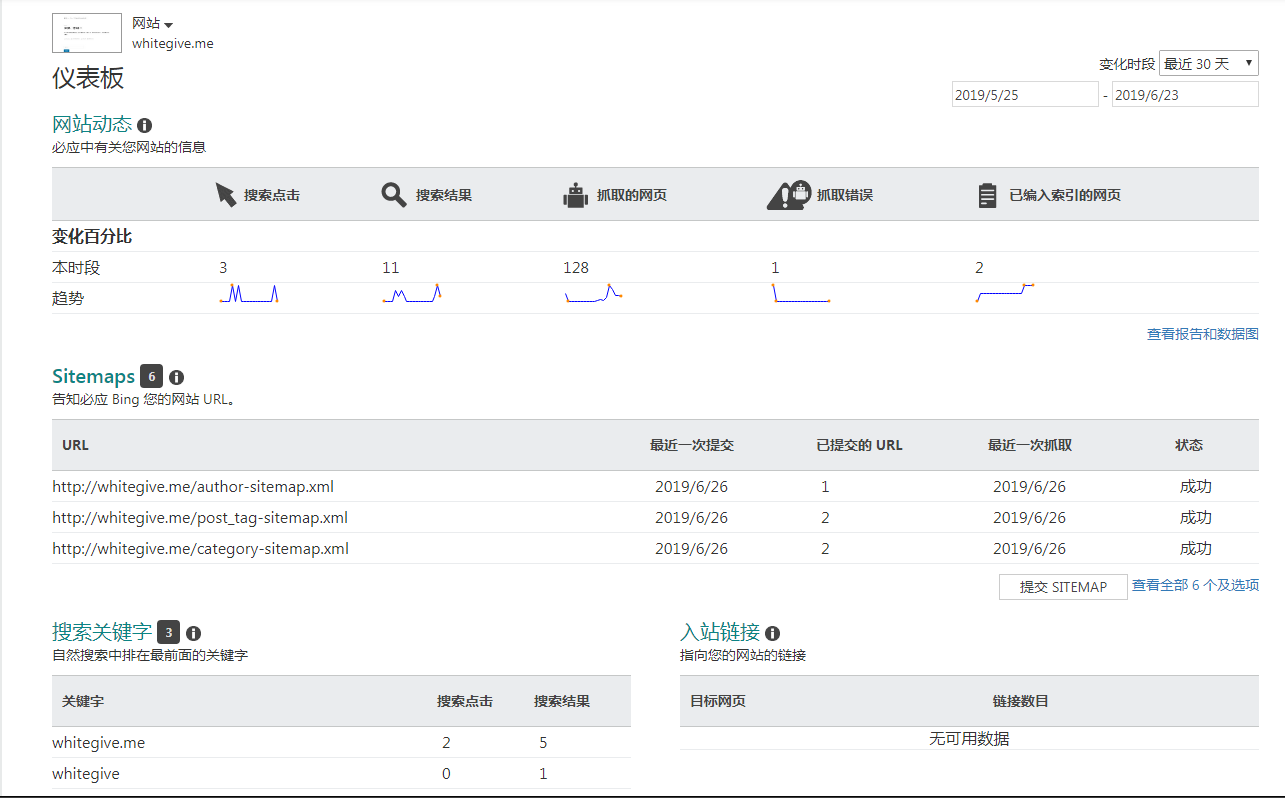 网站
whitegive.me
仪表板
变化时段 最近 30 天
2019/5/25 - 2019/6/23
网站动态
必应中有关您网站的信息
搜索点击 搜索结果 抓取的网页 抓取错误 已编入索引的网页
变化百分比
本时段 3 11 128 1 2
趋势
查看报告和数据图
Sitemaps 6
告知必应 Bing 您的网站 URL。
URL 最近一次提交 已提交的 URL 最近一次抓取 状态
http://whitegive.me/author-sitemap.xml 2019/6/26 1 2019/6/26 成功
http://whitegive.me/post_tag-sitemap.xml 2019/6/26 2 2019/6/26 成功
http://whitegive.me/category-sitemap.xml 2019/6/26 2 2019/6/26 成功
提交 SITEMAP 查看全部 6 个及选项
搜索关键字 3
自然搜索中排在最前面的关键字
关键字 搜索点击 搜索结果
whitegive.me 2 5
whitegive 0 1
入站链接
指向您的网站的链接
目标网页 链接数目
无可用数据